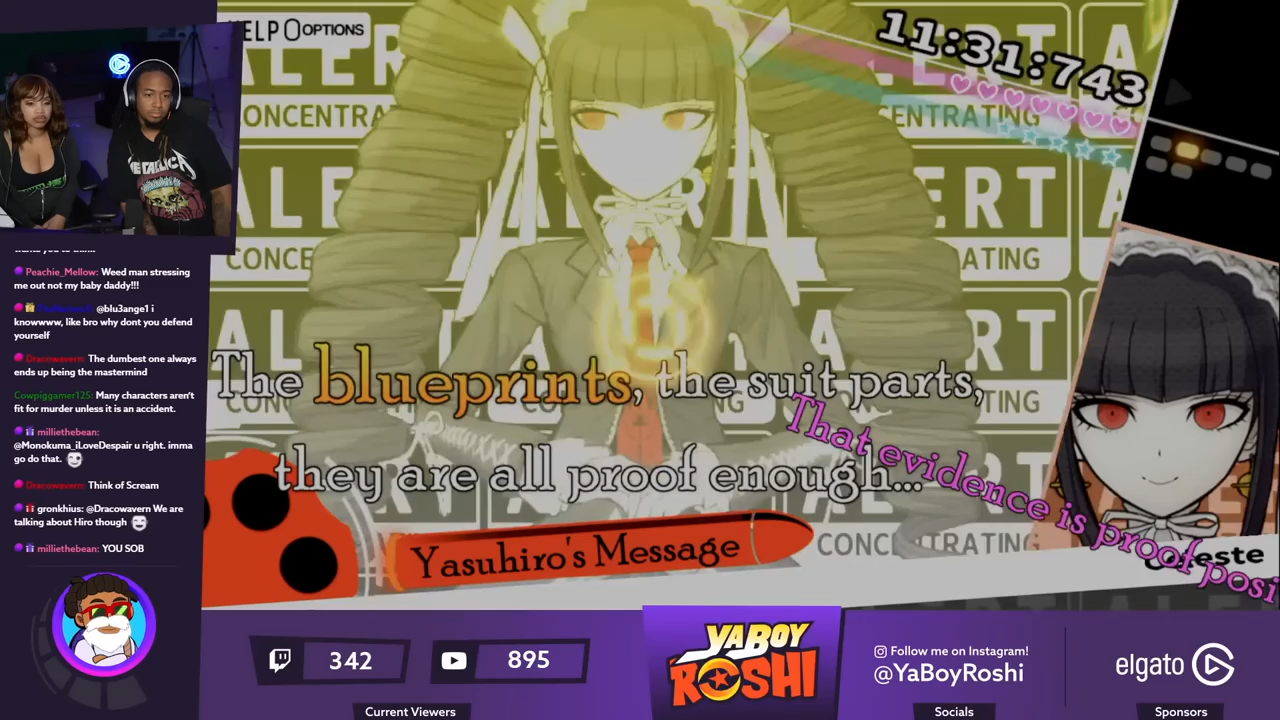 HELP OPTIONS
11:31:743
ALERT
CONCENTRATING
The blueprints, the suit parts,
they are all proof enough...
That evidence is proof posi
Yasuhiro's Message
Celeste
METALLICA
Peachie_Mellow: Weed man stressing
me out not my baby daddy!!!
@blu3ange1 i
knowwww, like bro why dont you defend
yourself
Dracowavern: The dumbest one always
ends up being the mastermind
Cowpiggamer125: Many characters aren't
fit for murder unless it is an accident.
milliethebean:
@Monokuma_iLoveDespair u right. imma
go do that.
Dracowavern: Think of Scream
gronkhius: @Dracowavern We are
talking about Hiro though
milliethebean: YOU SOB
342
895
Current Viewers
YABOY
ROSHI
Follow me on Instagram!
@YaBoyRoshi
Socials
elgato
Sponsors